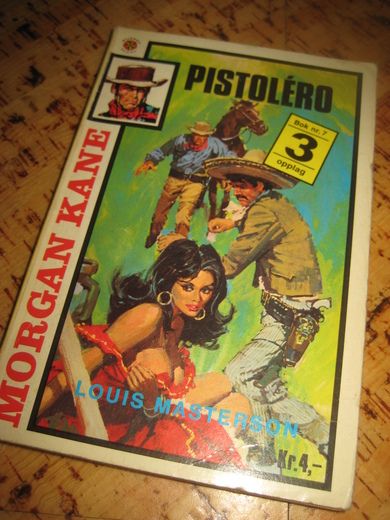 PISTOLÉRO
Bok nr. 7
3
opplag
MORGAN KANE
LOUIS MASTERSON
Kr. 4,-